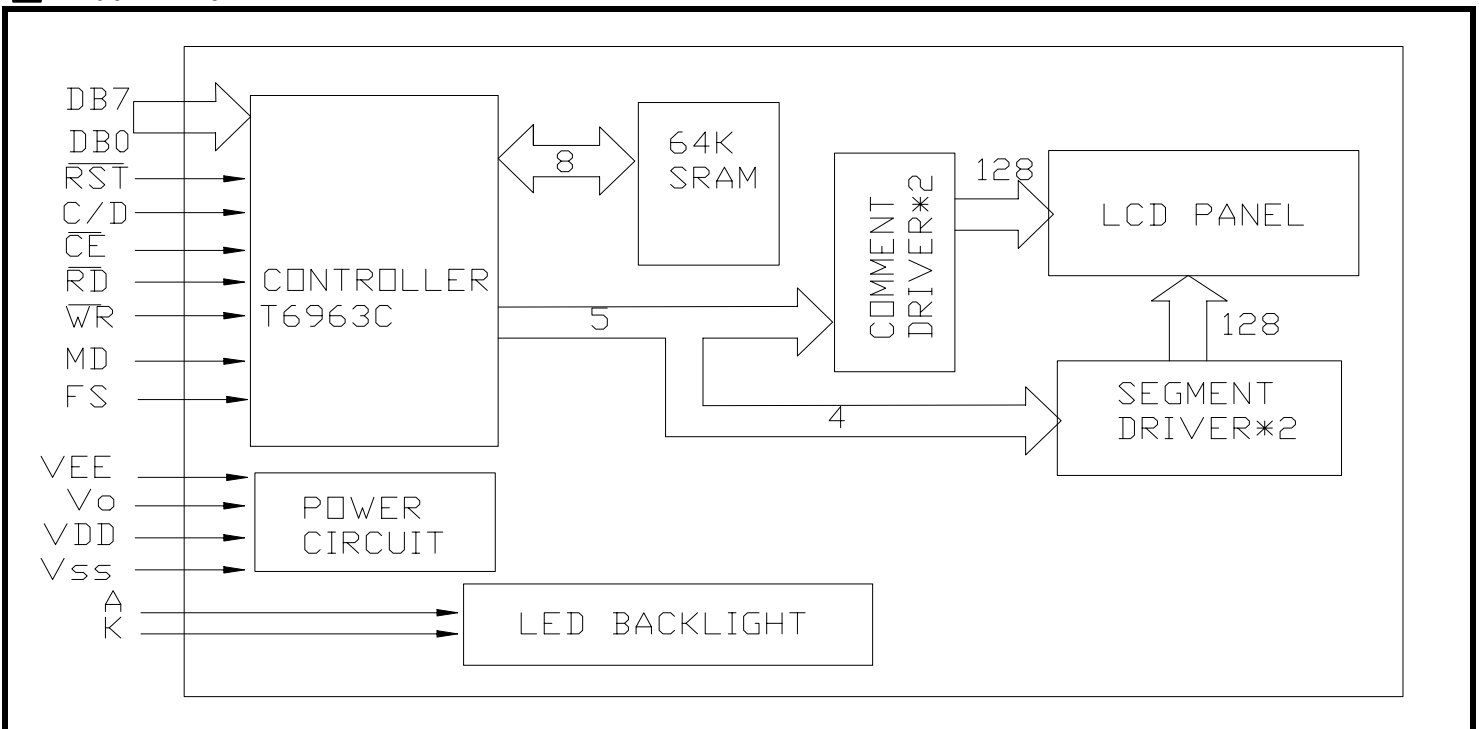 DB7
DB0
RST
C/D
CE
RD
WR
MD
FS
VEE
Vo
VDD
Vss
A
K
CONTROLLER
T6963C
8
64K
SRAM
5
4
COMMENT
DRIVER*2
128
LCD PANEL
128
SEGMENT
DRIVER*2
POWER
CIRCUIT
LED BACKLIGHT